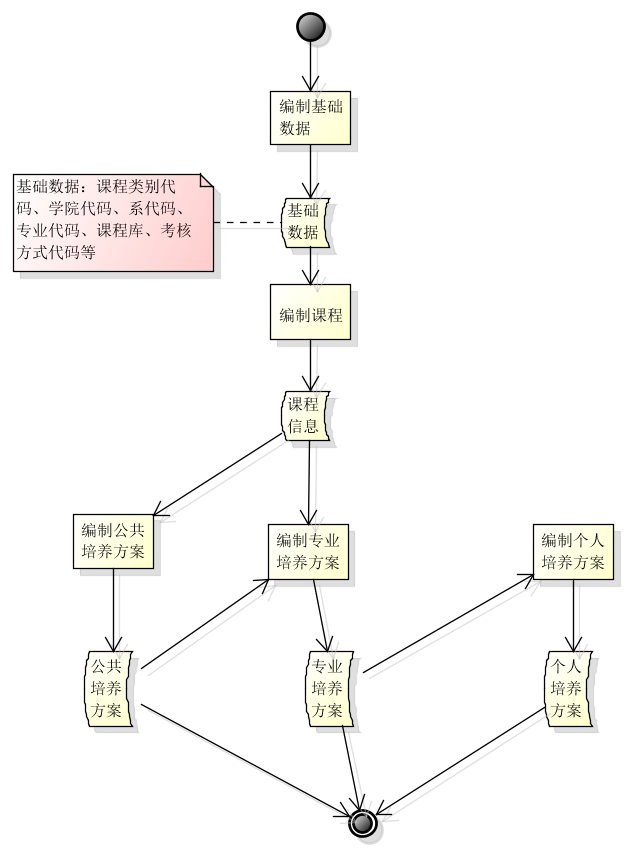 编制基础
数据
基础数据：课程类别代
码、学院代码、系代码、
专业代码、课程库、考核
方式代码等
基础
数据
编制课程
课程
信息
编制公共
培养方案
编制专业
培养方案
编制个人
培养方案
公共
培养
方案
专业
培养
方案
个人
培养
方案